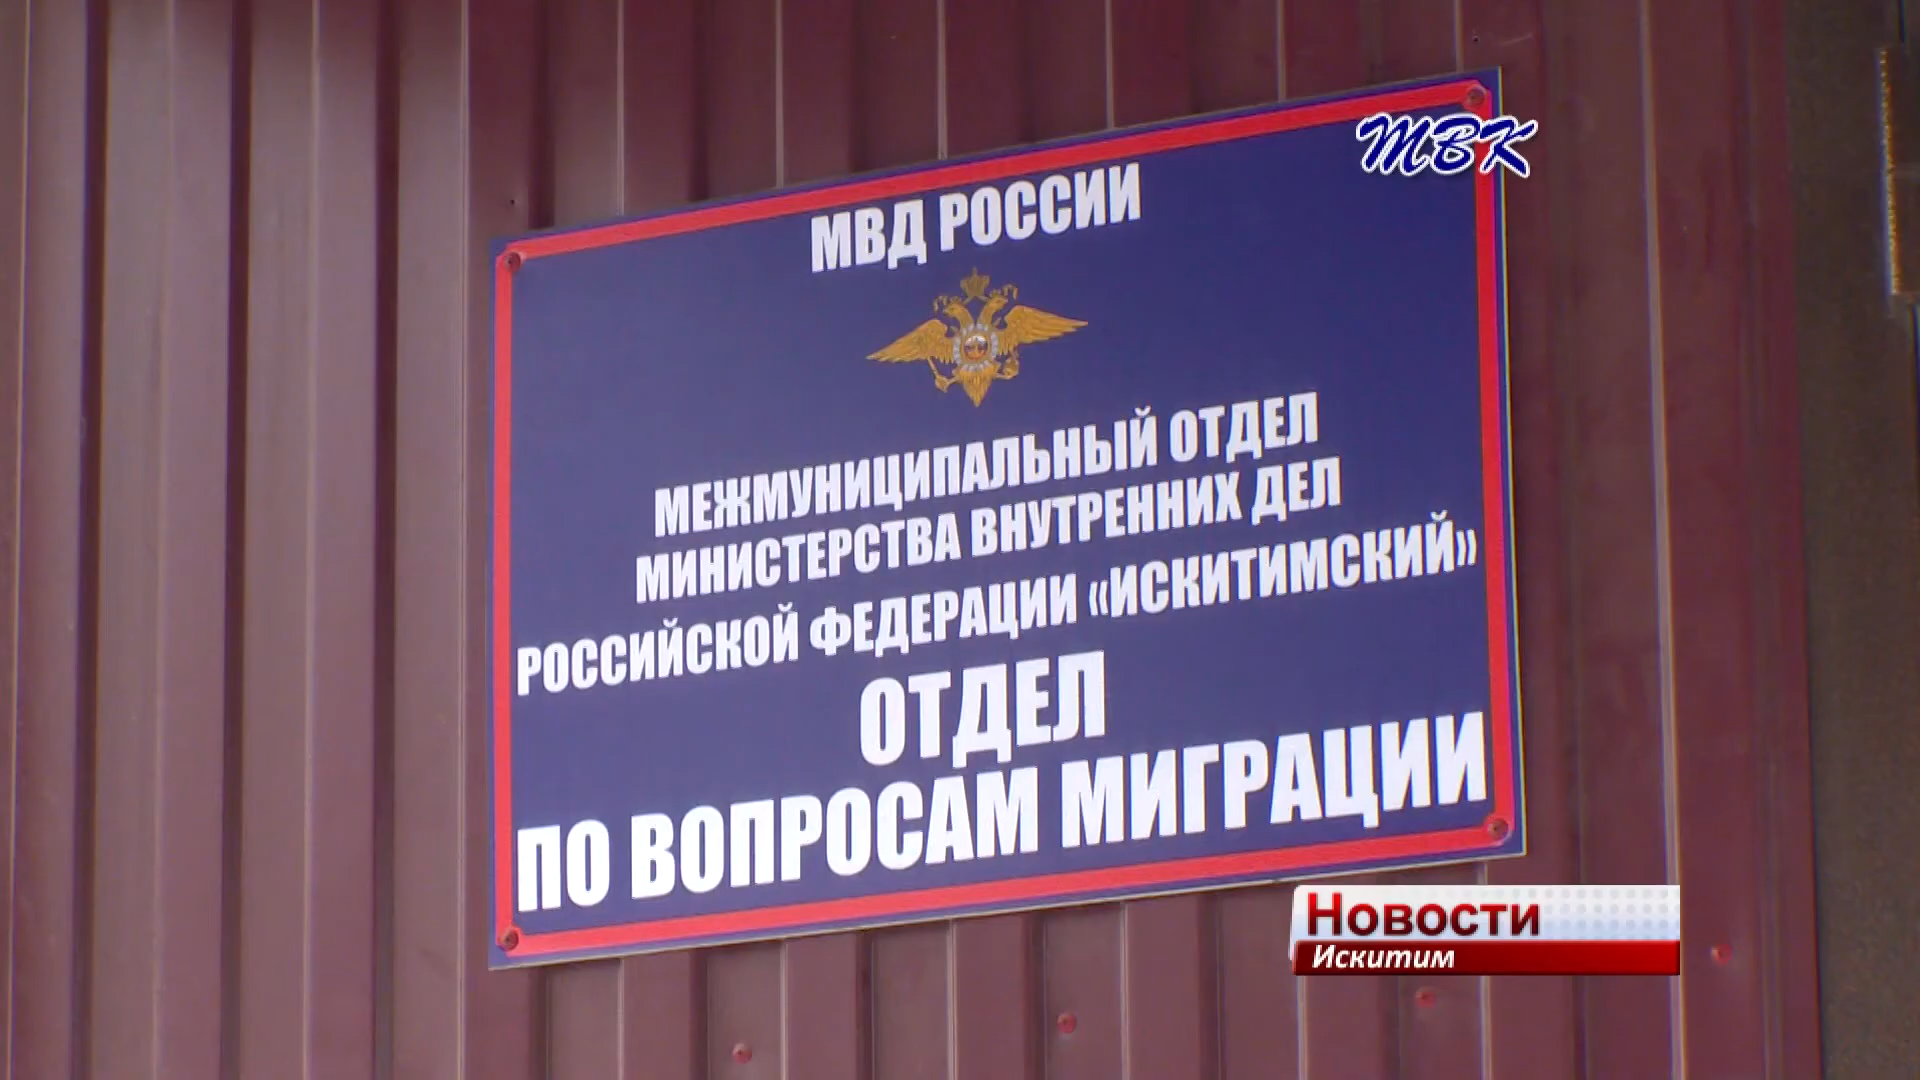 ТВК
МВД РОССИИ
МЕЖМУНИЦИПАЛЬНЫЙ ОТДЕЛ
МИНИСТЕРСТВА ВНУТРЕННИХ ДЕЛ
РОССИЙСКОЙ ФЕДЕРАЦИИ «ИСКИТИМСКИЙ»
ОТДЕЛ
ПО ВОПРОСАМ МИГРАЦИИ
Новости
Искитим